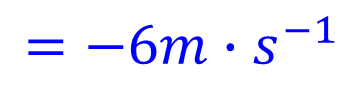 = −6m · s⁻¹